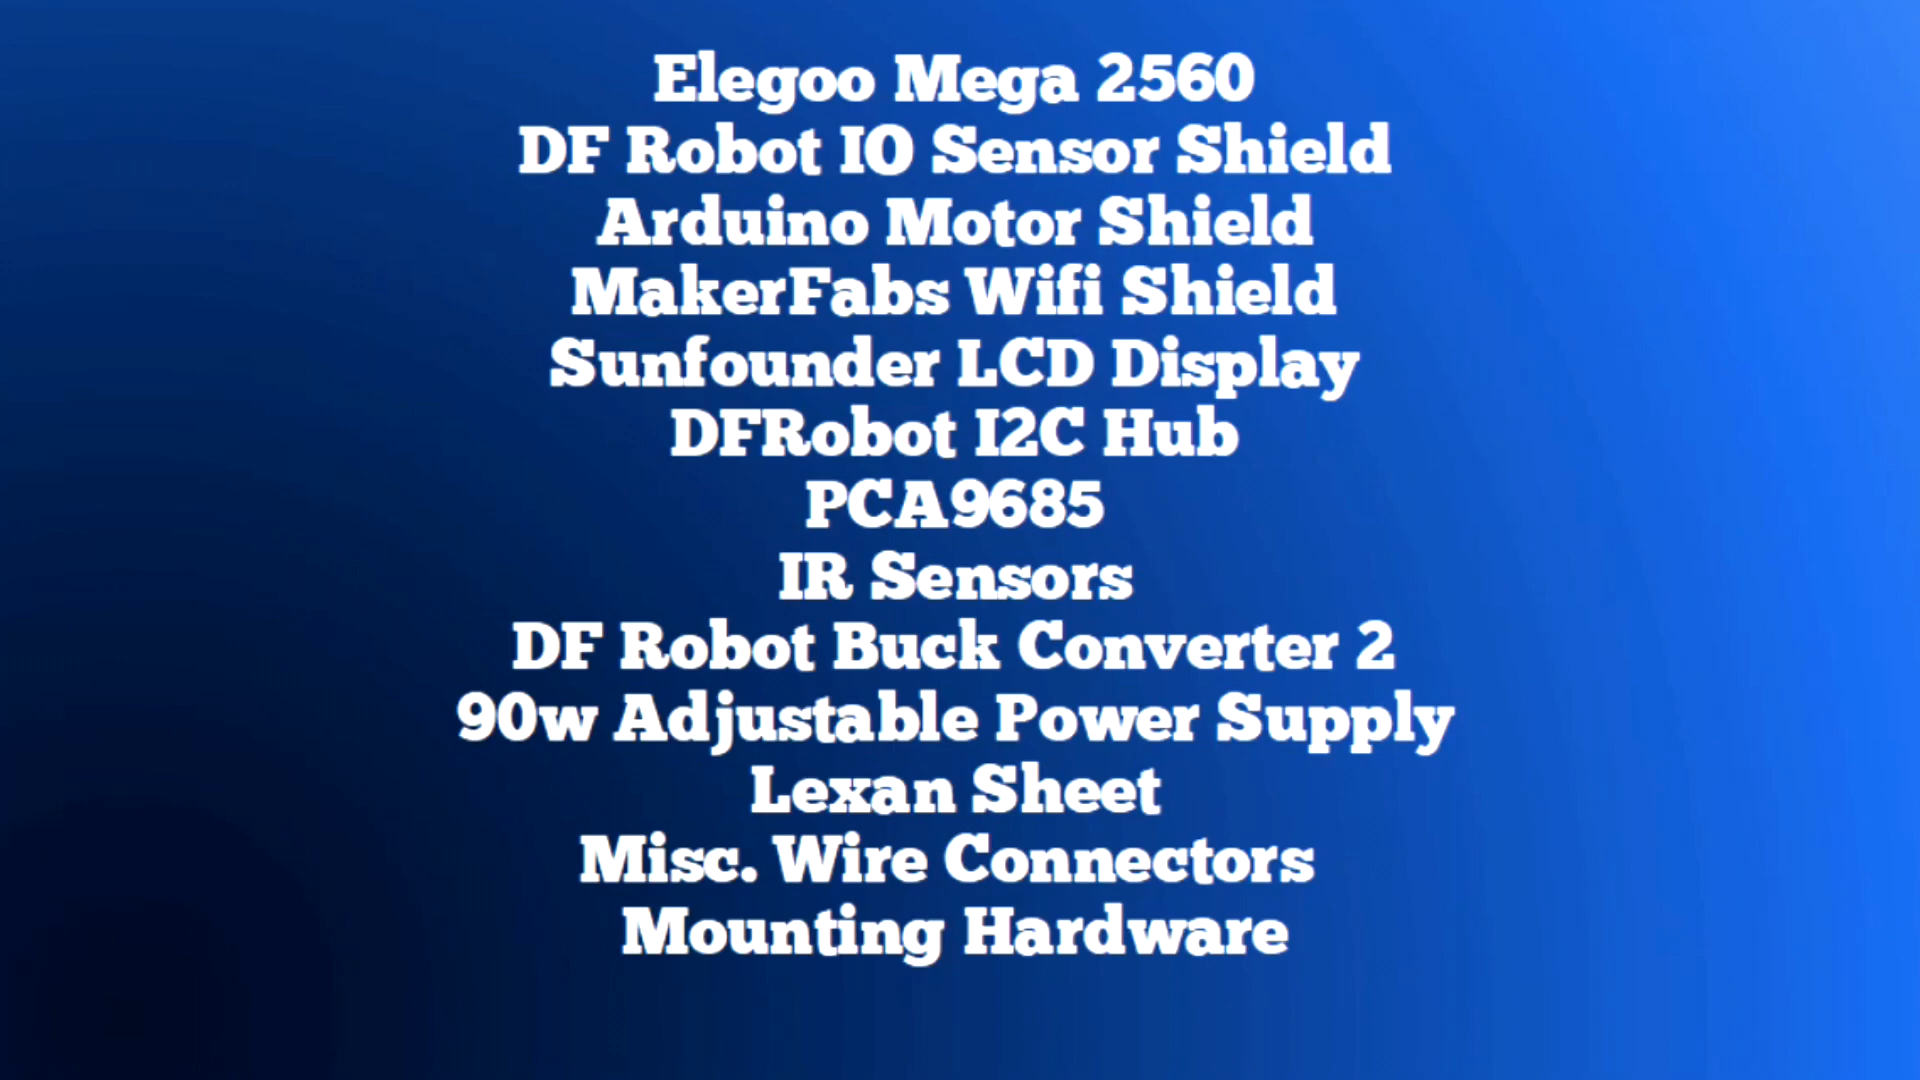 Elegoo Mega 2560
DF Robot IO Sensor Shield
Arduino Motor Shield
MakerFabs Wifi Shield
Sunfounder LCD Display
DFRobot I2C Hub
PCA9685
IR Sensors
DF Robot Buck Converter 2
90w Adjustable Power Supply
Lexan Sheet
Misc. Wire Connectors
Mounting Hardware